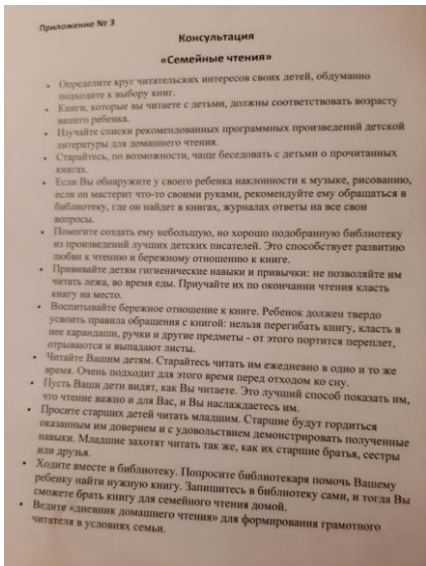 Приложение № 3
Консультация
«Семейные чтения»
• Определите круг читательских интересов своих детей, обдуманно
подходите к выбору книг.
• Книги, которые вы читаете с детьми, должны соответствовать возрасту
вашего ребенка.
• Изучайте списки рекомендованных программных произведений детской
литературы для домашнего чтения.
• Старайтесь, по возможности, чаще беседовать с детьми о прочитанных
книгах.
• Если Вы обнаружите у своего ребенка наклонности к музыке, рисованию,
если он мастерит что-то своими руками, рекомендуйте ему обращаться в
библиотеку, где он найдет в книгах, журналах ответы на все свои
вопросы.
• Помогите создать ему небольшую, но хорошо подобранную библиотеку
из произведений лучших детских писателей. Это способствует развитию
любви к чтению и бережному отношению к книге.
• Прививайте детям гигиенические навыки и привычки: не позволяйте им
читать лежа, во время еды. Приучайте их по окончании чтения класть
книгу на место.
• Воспитывайте бережное отношение к книге. Ребенок должен твердо
усвоить правила обращения с книгой: нельзя перегибать книгу, класть в
нее карандаши, ручки и другие предметы - от этого портится переплет,
отрываются и выпадают листы.
• Читайте Вашим детям. Старайтесь читать им ежедневно в одно и то же
время. Очень подходит для этого время перед отходом ко сну.
• Пусть Ваши дети видят, как Вы читаете. Это лучший способ показать им,
что чтение важно и для Вас, и Вы наслаждаетесь им.
• Просите старших детей читать младшим. Старшие будут гордиться
оказанным им доверием и с удовольствием демонстрировать полученные
навыки. Младшие захотят читать так же, как их старшие братья, сестры
или друзья.
• Ходите вместе в библиотеку. Попросите библиотекаря помочь Вашему
ребенку найти нужную книгу. Запишитесь в библиотеку сами, и тогда Вы
сможете брать книгу для семейного чтения домой.
• Ведите «дневник домашнего чтения» для формирования грамотного
читателя в условиях семьи.